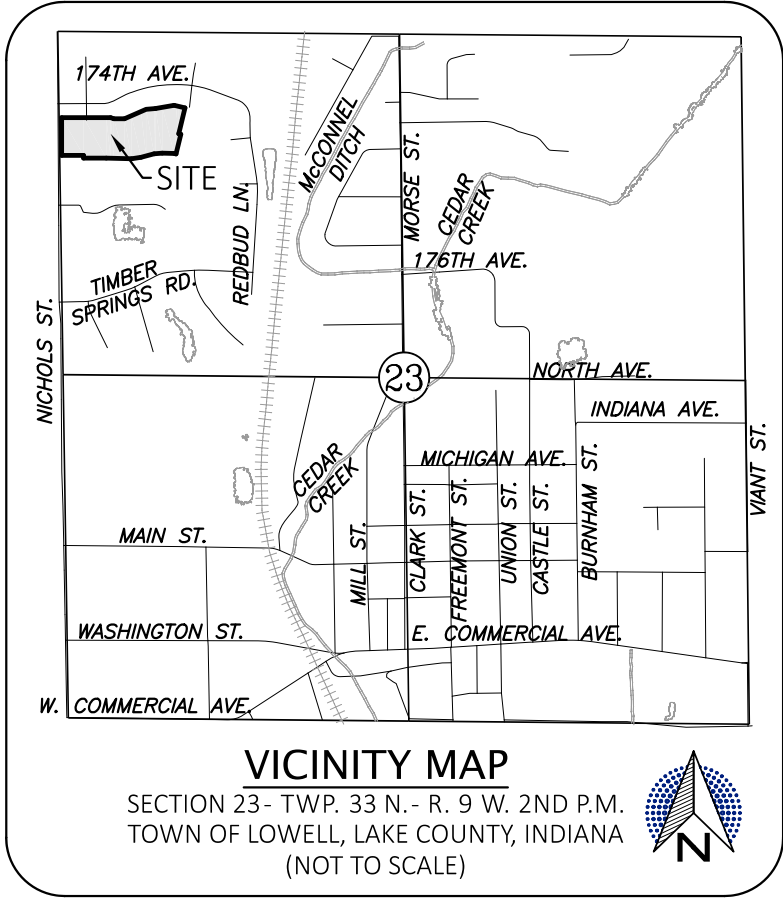 174TH AVE.
SITE
McCONNEL
DITCH
MORSE ST.
CEDAR
CREEK
REDBUD LN.
176TH AVE.
TIMBER
SPRINGS RD.
NICHOLS ST.
23
NORTH AVE.
INDIANA AVE.
VIANT ST.
MICHIGAN AVE.
CEDAR
CREEK
MAIN ST.
MILL ST.
CLARK ST.
FREEMONT ST.
UNION ST.
CASTLE ST.
BURNHAM ST.
WASHINGTON ST.
E. COMMERCIAL AVE.
W. COMMERCIAL AVE.
VICINITY MAP
SECTION 23- TWP. 33 N.- R. 9 W. 2ND P.M.
TOWN OF LOWELL, LAKE COUNTY, INDIANA
(NOT TO SCALE)
N